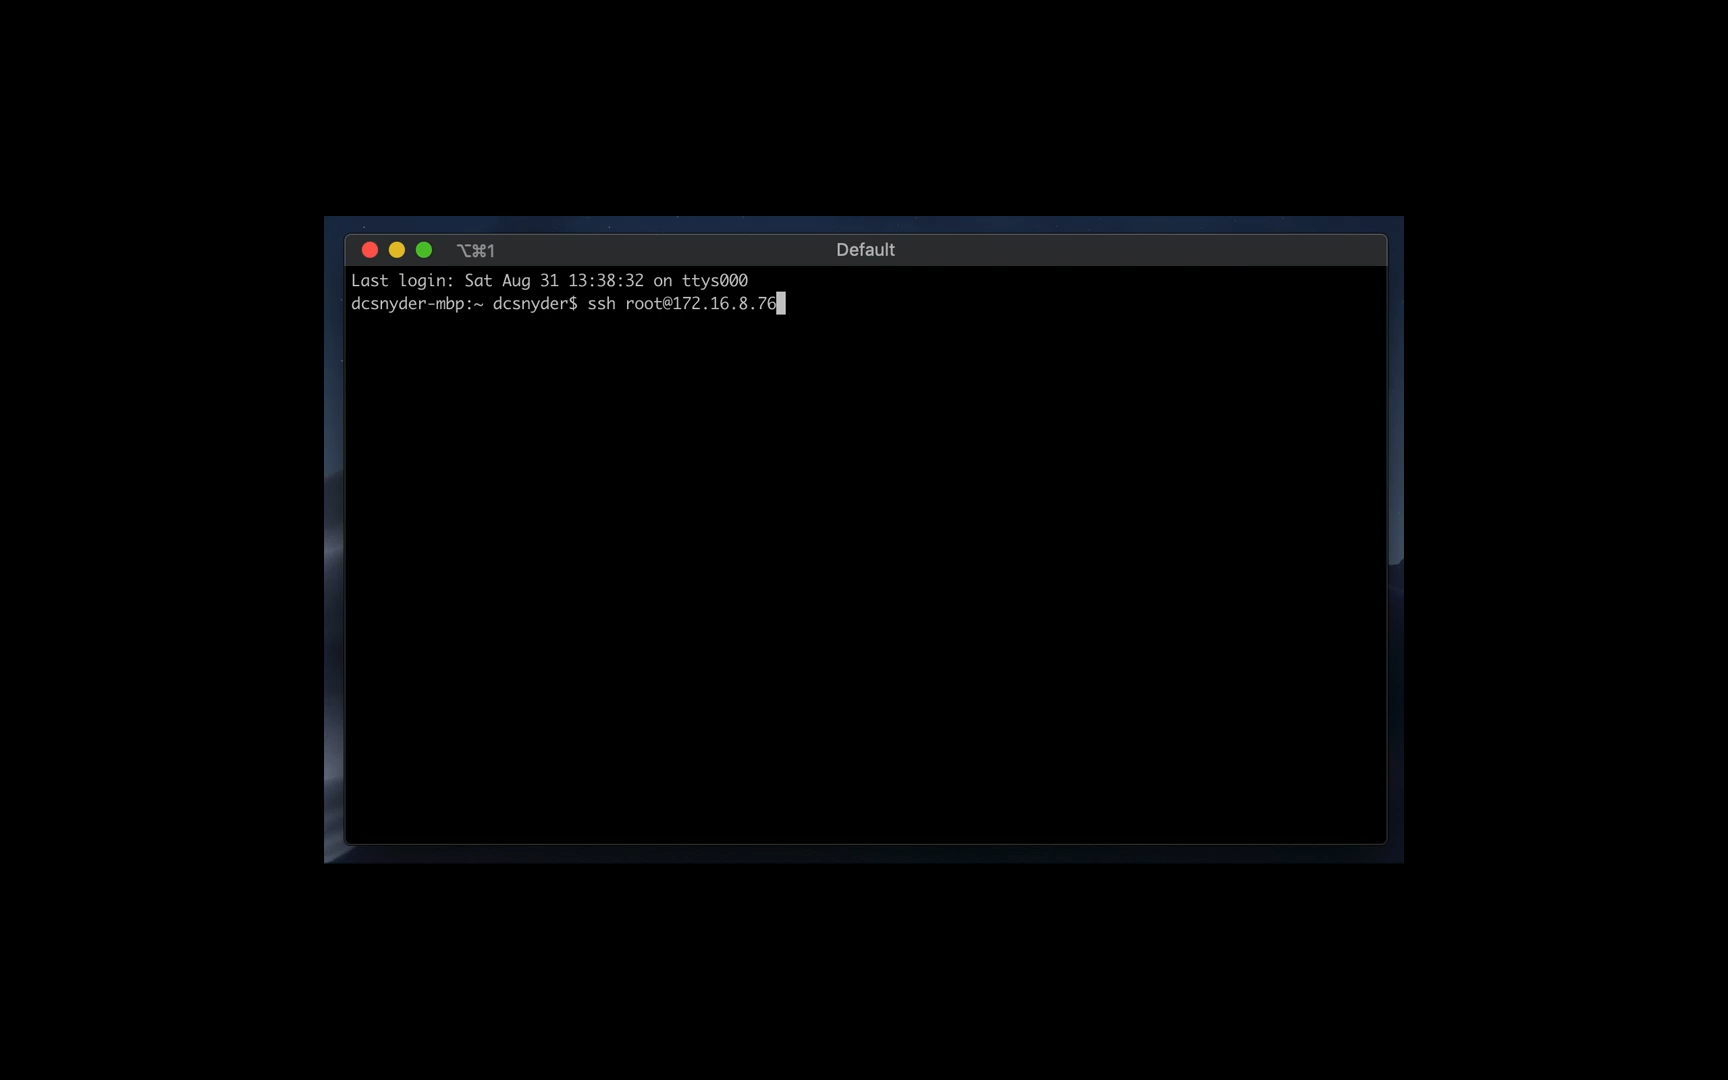 ⌥⌘1
Default
Last login: Sat Aug 31 13:38:32 on ttys000
dcsnyder-mbp:~ dcsnyder$ ssh root@172.16.8.76